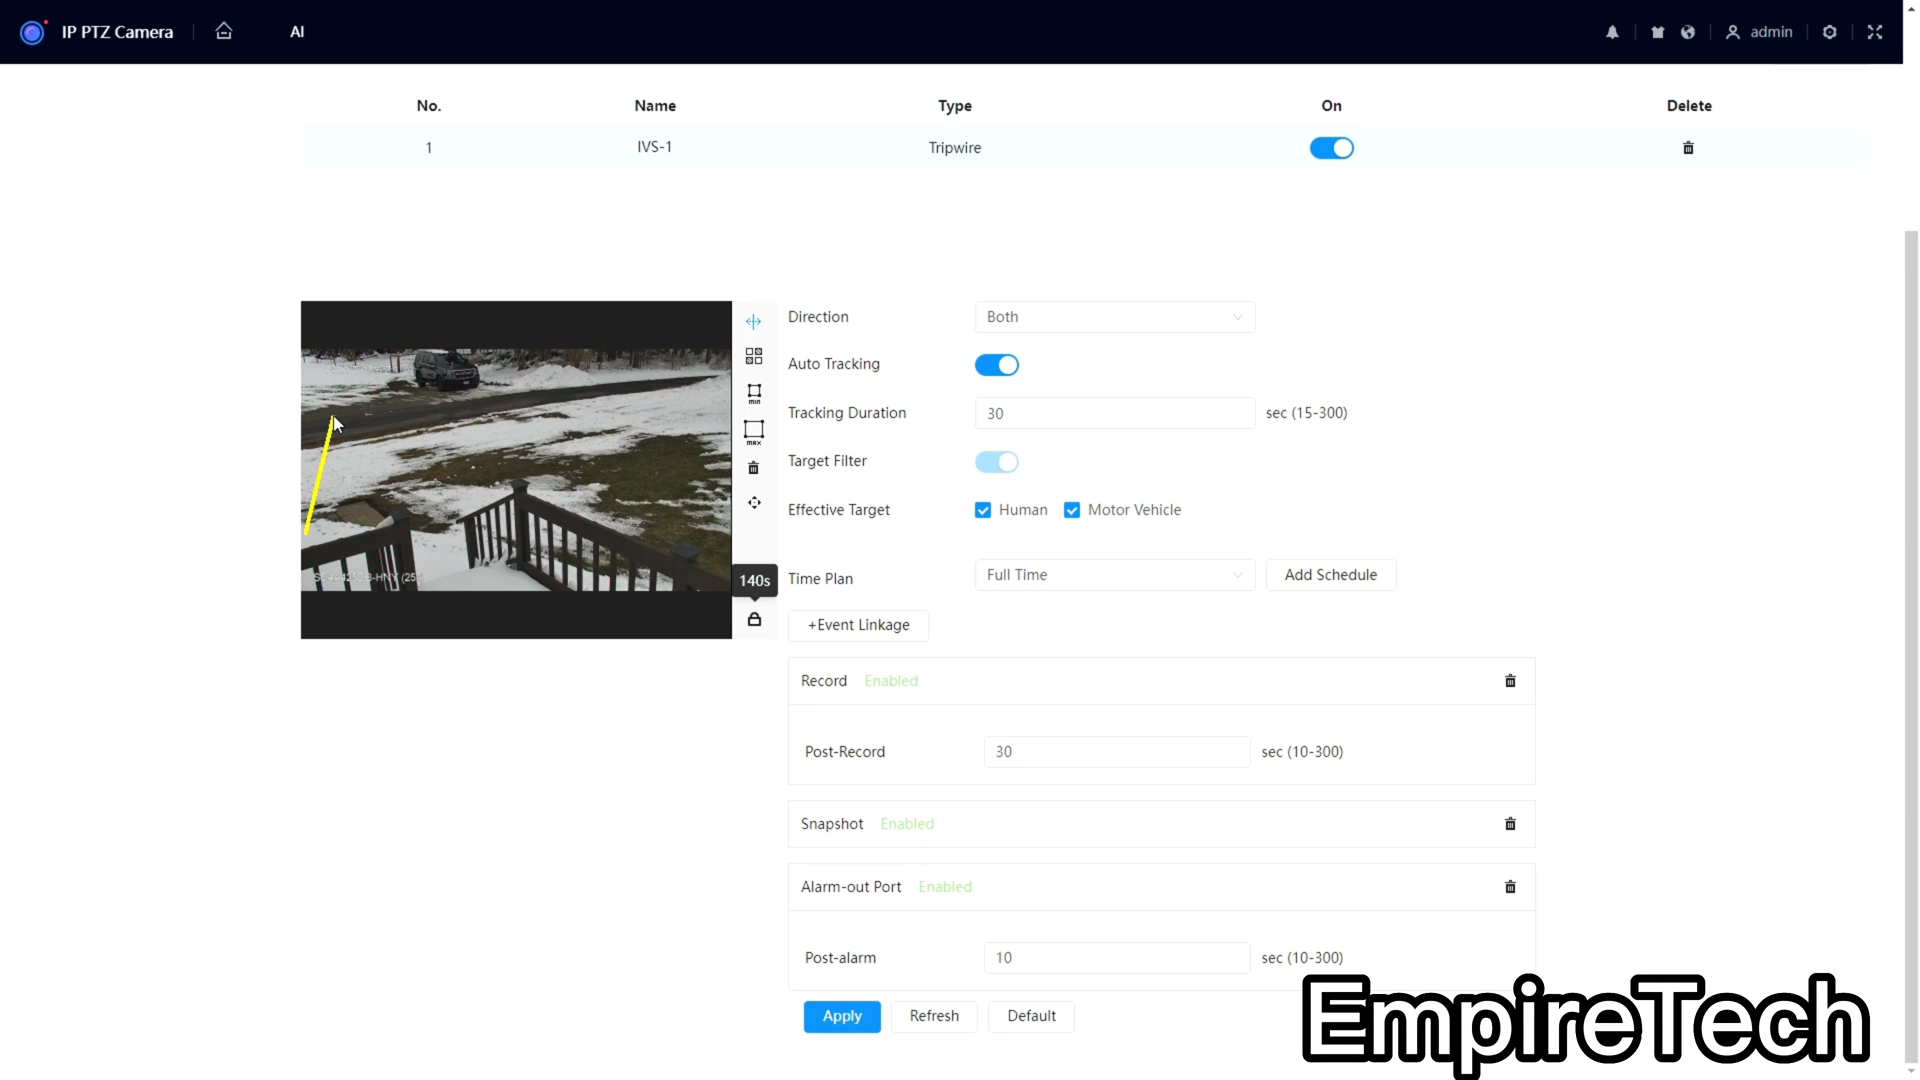 IP PTZ Camera
AI
admin
No. Name Type On Delete
1 IVS-1 Tripwire
Direction Both
Auto Tracking
min
Tracking Duration 30 sec (15-300)
max
Target Filter
Effective Target Human Motor Vehicle
140s
Time Plan Full Time Add Schedule
+Event Linkage
Record Enabled
Post-Record 30 sec (10-300)
Snapshot Enabled
Alarm-out Port Enabled
Post-alarm 10 sec (10-300)
Apply Refresh Default
EmpireTech